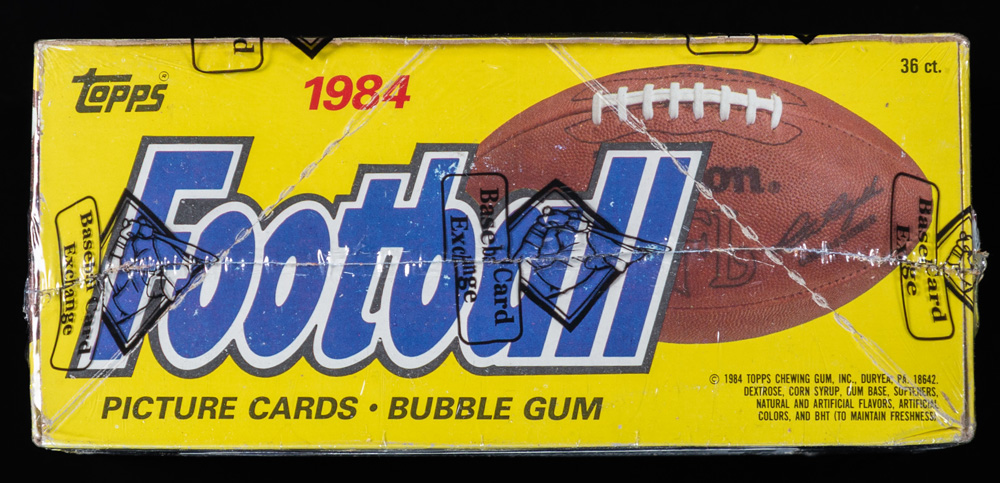 topps ®
1984
36 ct.
Football
on.
Baseball Card
Exchange
Baseball Card
Exchange
Baseball Card
Exchange
PICTURE CARDS • BUBBLE GUM
© 1984 TOPPS CHEWING GUM, INC., DURYEA, PA. 18642.
DEXTROSE, CORN SYRUP, GUM BASE, SOFTENERS,
NATURAL AND ARTIFICIAL FLAVORS, ARTIFICIAL
COLORS, AND BHT (TO MAINTAIN FRESHNESS)